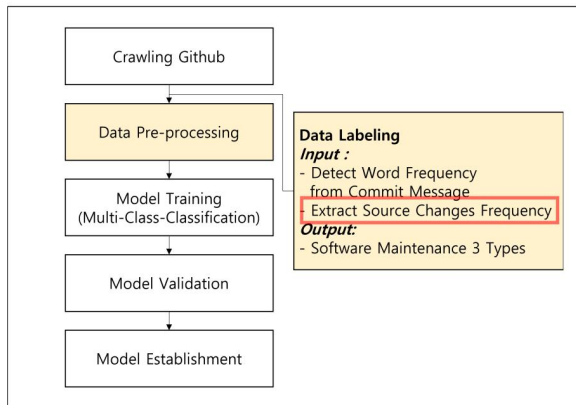 Crawling Github
Data Pre-processing
Model Training
(Multi-Class-Classification)
Model Validation
Model Establishment
Data Labeling
Input :
- Detect Word Frequency
from Commit Message
- Extract Source Changes Frequency
Output:
- Software Maintenance 3 Types